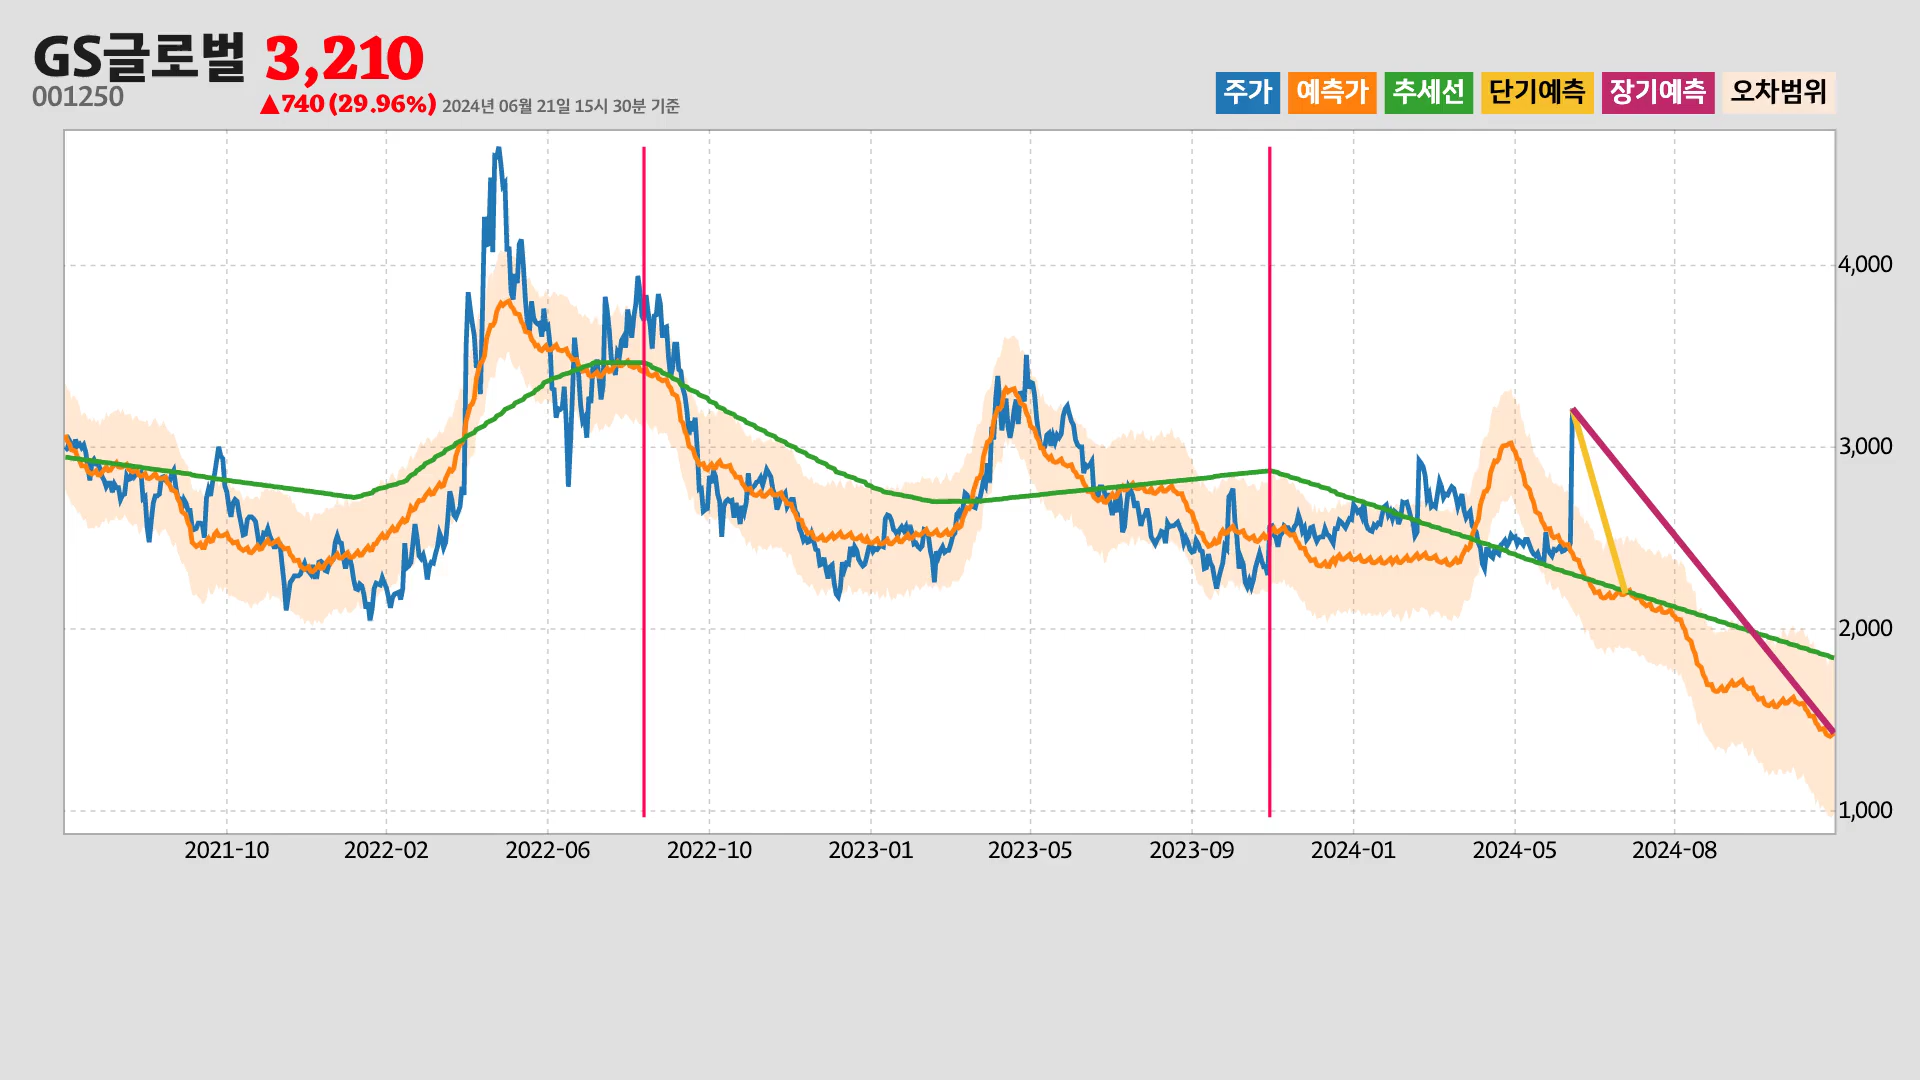 GS글로벌 3,210
001250
▲740 (29.96%) 2024년 06월 21일 15시 30분 기준
주가 예측가 추세선 단기예측 장기예측 오차범위
4,000
3,000
2,000
1,000
2021-10 2022-02 2022-06 2022-10 2023-01 2023-05 2023-09 2024-01 2024-05 2024-08